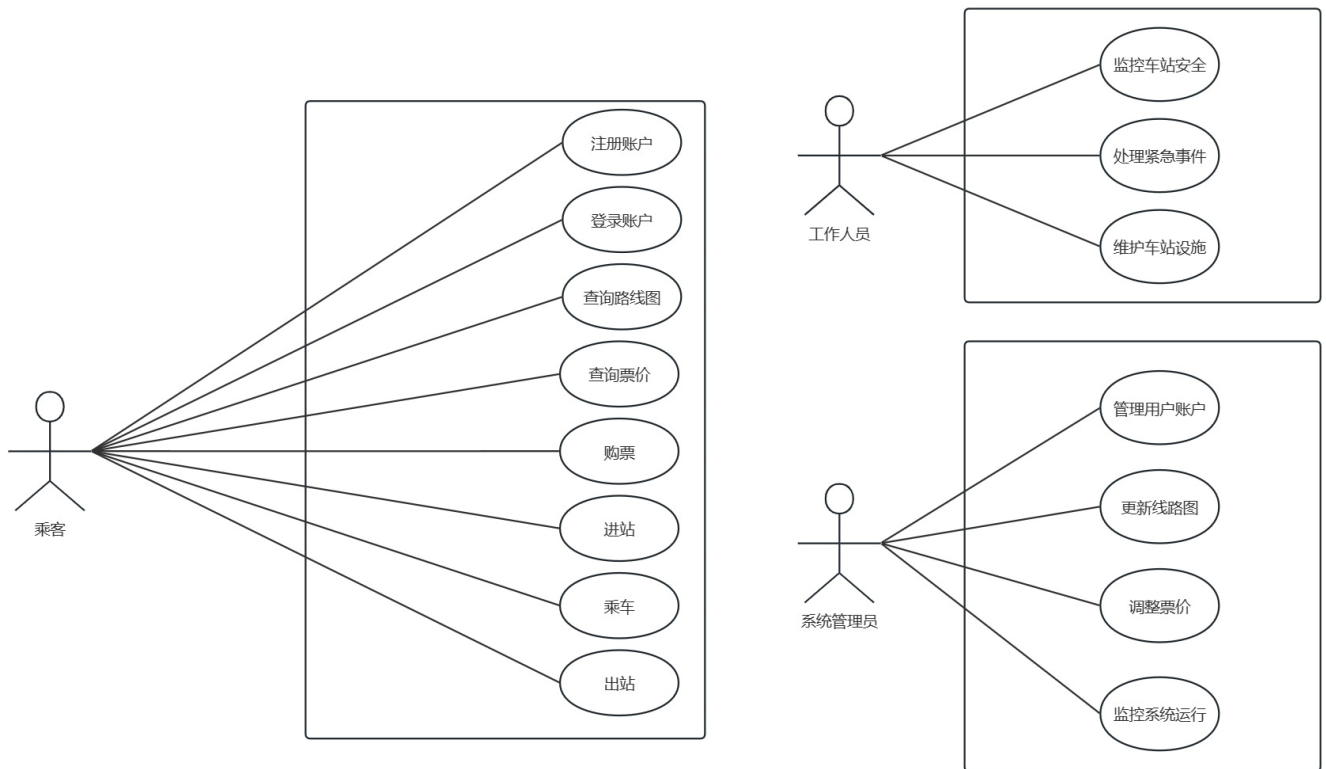 注册账户
登录账户
查询路线图
查询票价
购票
进站
乘车
出站
乘客
监控车站安全
处理紧急事件
维护车站设施
工作人员
管理用户账户
更新线路图
调整票价
监控系统运行
系统管理员